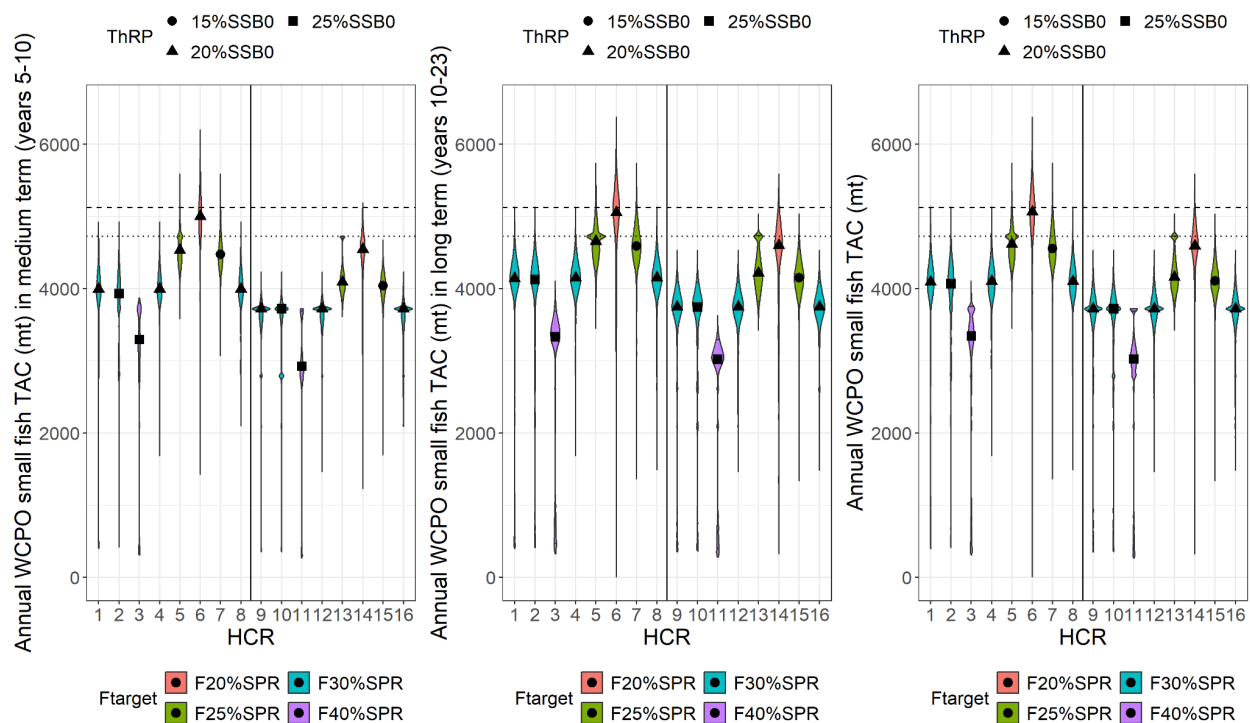 ThRP
15%SSB0
25%SSB0
20%SSB0
Annual WCPO small fish TAC (mt) in medium term (years 5-10)
6000
4000
2000
0
1 2 3 4 5 6 7 8 9 10 11 12 13 14 15 16
HCR
Ftarget
F20%SPR
F30%SPR
F25%SPR
F40%SPR
ThRP
15%SSB0
25%SSB0
20%SSB0
Annual WCPO small fish TAC (mt) in long term (years 10-23)
6000
4000
2000
0
1 2 3 4 5 6 7 8 9 10 11 12 13 14 15 16
HCR
Ftarget
F20%SPR
F30%SPR
F25%SPR
F40%SPR
ThRP
15%SSB0
25%SSB0
20%SSB0
Annual WCPO small fish TAC (mt)
6000
4000
2000
0
1 2 3 4 5 6 7 8 9 10 11 12 13 14 15 16
HCR
Ftarget
F20%SPR
F30%SPR
F25%SPR
F40%SPR